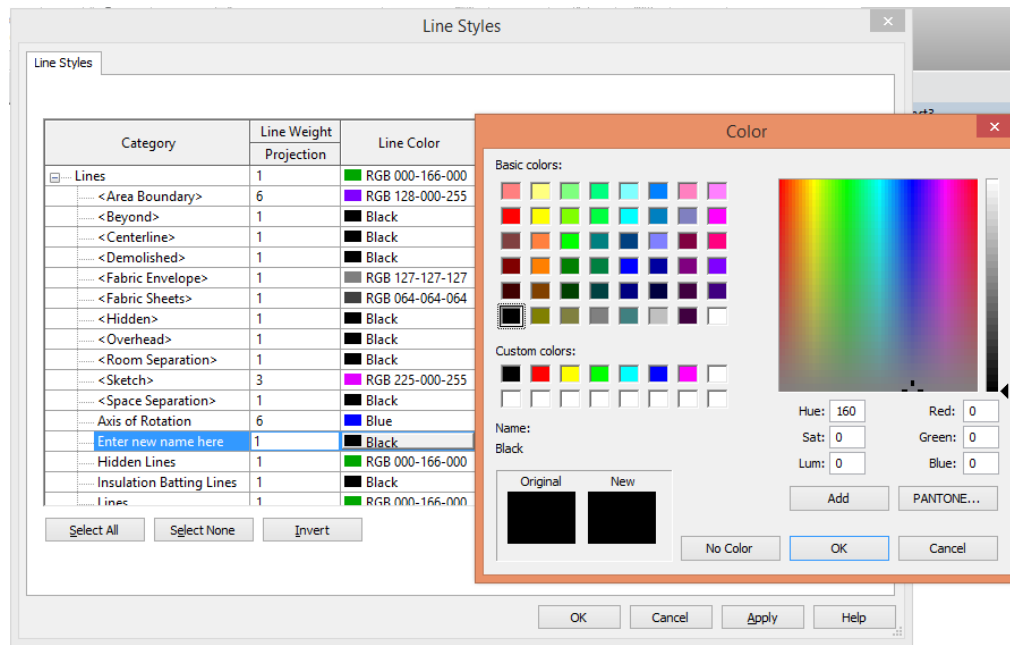 Line Styles
Line Styles
Category Line Weight Line Color
Projection
Lines 1 RGB 000-166-000
<Area Boundary> 6 RGB 128-000-255
<Beyond> 1 Black
<Centerline> 1 Black
<Demolished> 1 Black
<Fabric Envelope> 1 RGB 127-127-127
<Fabric Sheets> 1 RGB 064-064-064
<Hidden> 1 Black
<Overhead> 1 Black
<Room Separation> 1 Black
<Sketch> 3 RGB 225-000-255
<Space Separation> 1 Black
Axis of Rotation 6 Blue
Enter new name here 1 Black
Hidden Lines 1 RGB 000-166-000
Insulation Batting Lines 1 Black
Lines 1 RGB 000-166-000
Select All Select None Invert
OK Cancel Apply Help
Color
Basic colors:
Custom colors:
Name:
Black
Original New
Hue: 160 Red: 0
Sat: 0 Green: 0
Lum: 0 Blue: 0
Add PANTONE...
No Color OK Cancel